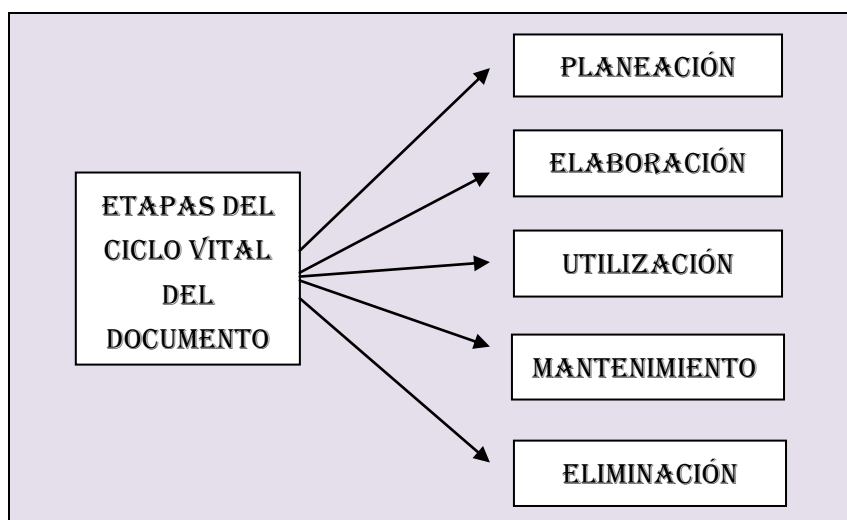 ETAPAS DEL
CICLO VITAL
DEL
DOCUMENTO
PLANEACIÓN
ELABORACIÓN
UTILIZACIÓN
MANTENIMIENTO
ELIMINACIÓN